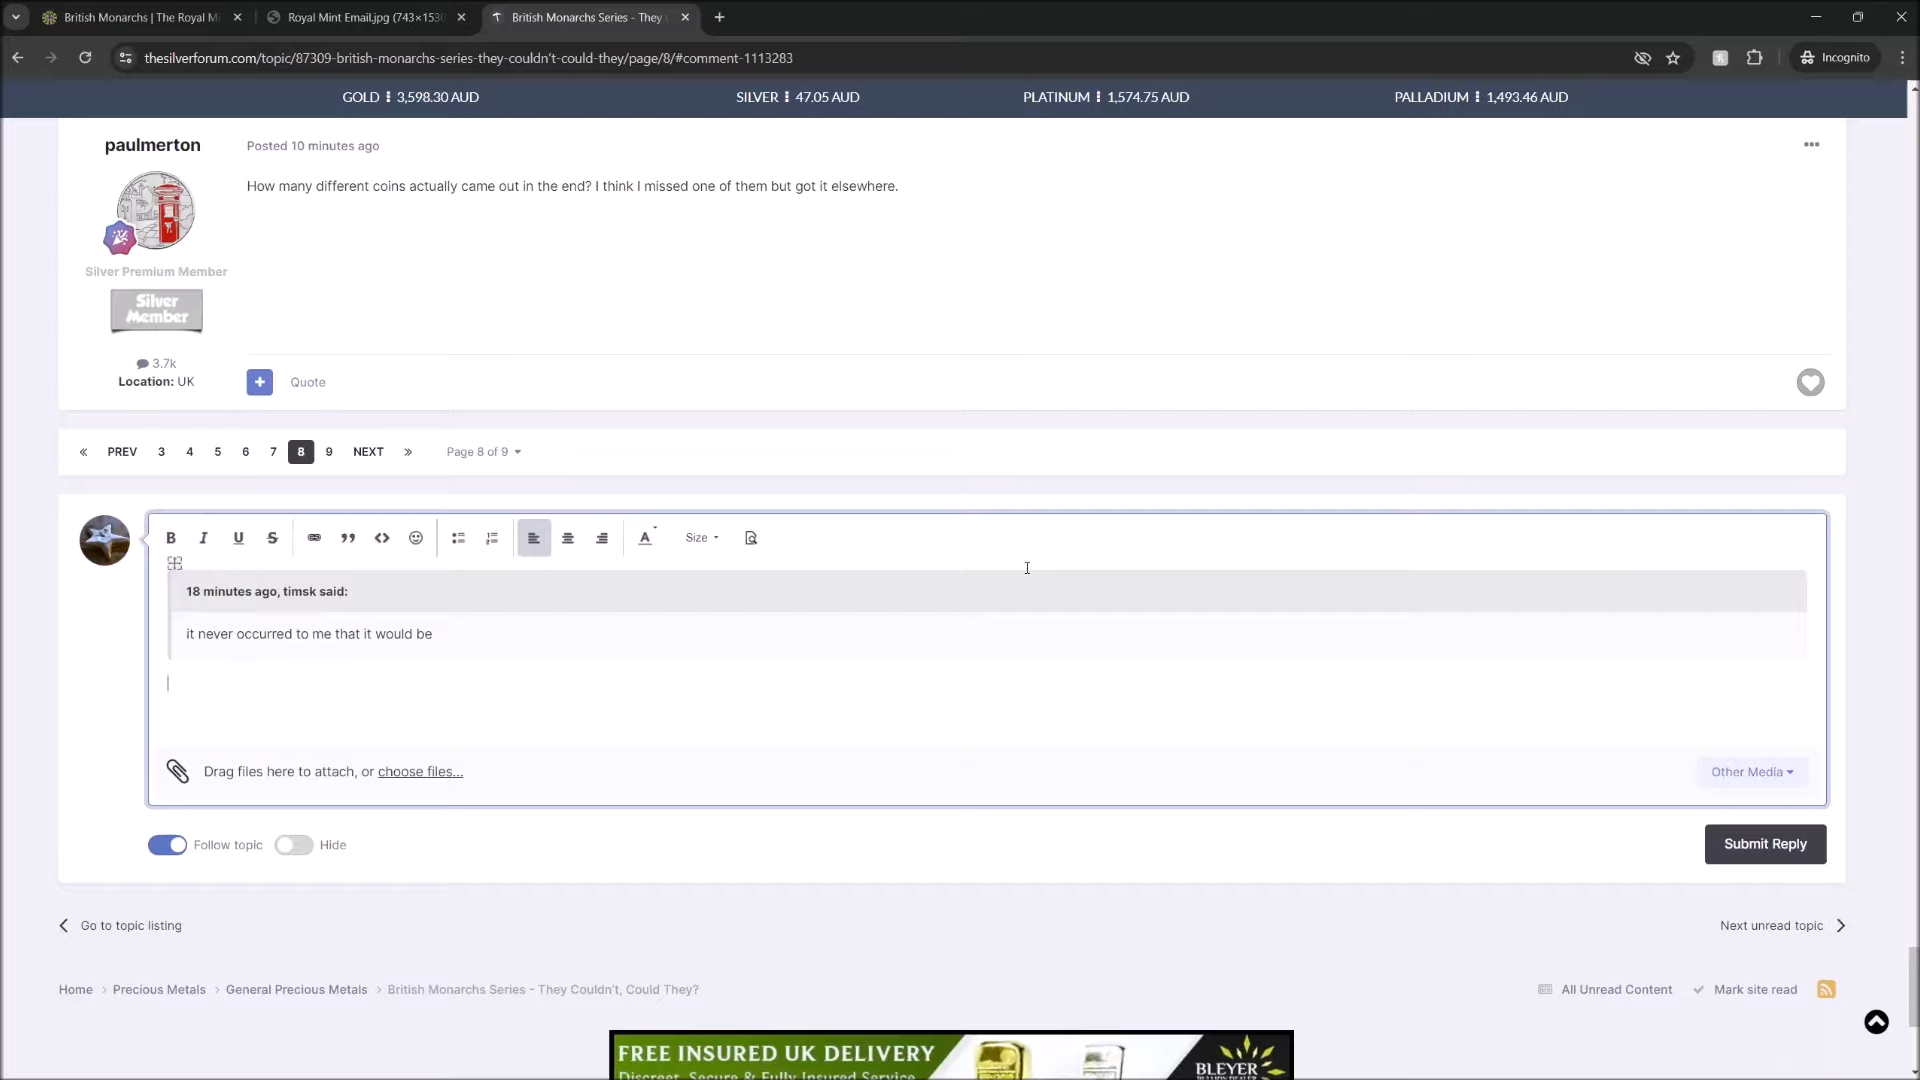 British Monarchs | The Royal Mi
Royal Mint Email.jpg (743×1530
British Monarchs Series - They
thesilverforum.com/topic/87309-british-monarchs-series-they-couldn't-could-they/page/8/#comment-1113283
Incognito
GOLD 3,598.30 AUD
SILVER 47.05 AUD
PLATINUM 1,574.75 AUD
PALLADIUM 1,493.46 AUD
paulmerton
Posted 10 minutes ago
How many different coins actually came out in the end? I think I missed one of them but got it elsewhere.
Silver Premium Member
Silver
Member
3.7k
Location: UK
+ Quote
« PREV 3 4 5 6 7 8 9 NEXT » Page 8 of 9
B I U S A Size
18 minutes ago, timsk said:
it never occurred to me that it would be
Drag files here to attach, or choose files...
Other Media
Follow topic Hide
Submit Reply
Go to topic listing
Next unread topic
Home > Precious Metals > General Precious Metals > British Monarchs Series - They Couldn't, Could They?
All Unread Content Mark site read
FREE INSURED UK DELIVERY
Discreet, Secure & Fully Insured Service
BLEYER